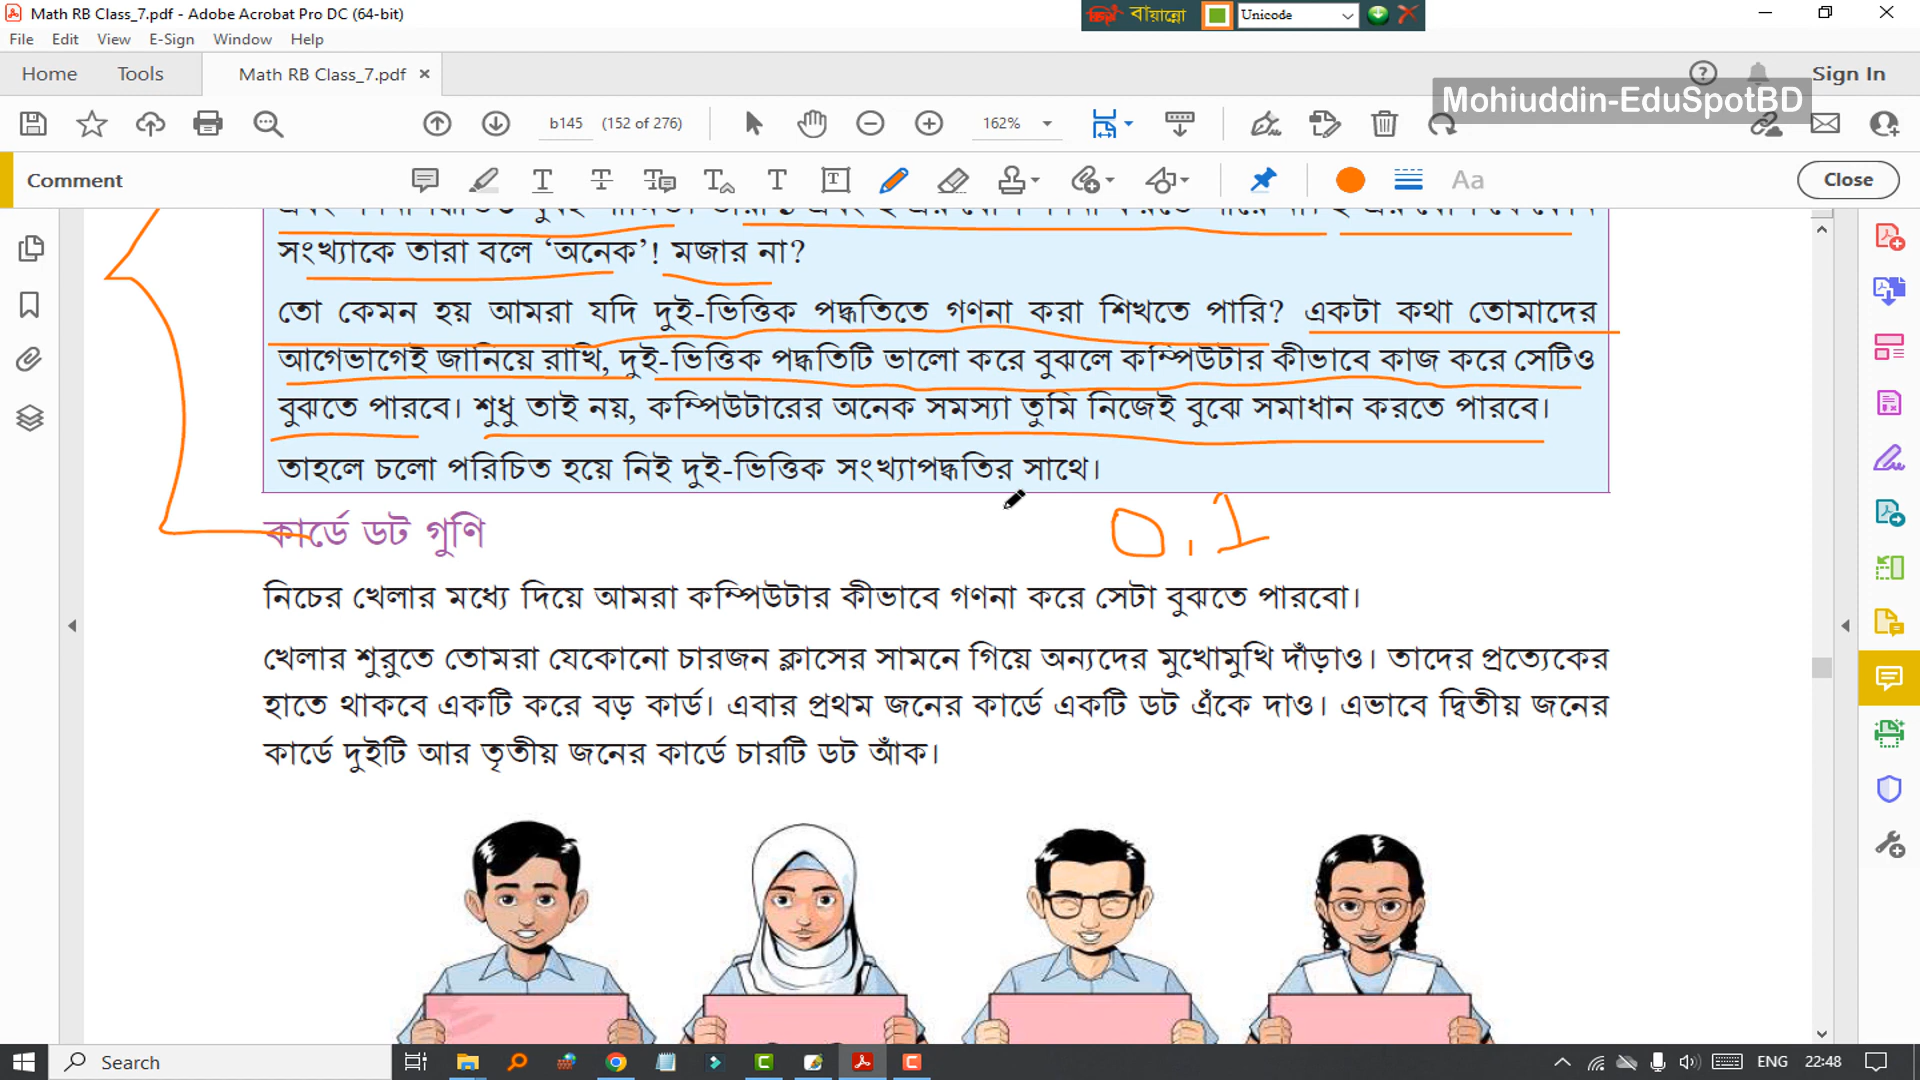 Math RB Class_7.pdf - Adobe Acrobat Pro DC (64-bit)
বায়ান্নো
Unicode
File Edit View E-Sign Window Help
Home Tools Math RB Class_7.pdf × Sign In
Mohiuddin-EduSpotBD
b145 (152 of 276) 162%
Comment Aa Close
সংখ্যাকে তারা বলে ‘অনেক’! মজার না?
তো কেমন হয় আমরা যদি দুই-ভিত্তিক পদ্ধতিতে গণনা করা শিখতে পারি? একটা কথা তোমাদের
আগেভাগেই জানিয়ে রাখি, দুই-ভিত্তিক পদ্ধতিটি ভালো করে বুঝলে কম্পিউটার কীভাবে কাজ করে সেটিও
বুঝতে পারবে। শুধু তাই নয়, কম্পিউটারের অনেক সমস্যা তুমি নিজেই বুঝে সমাধান করতে পারবে।
তাহলে চলো পরিচিত হয়ে নিই দুই-ভিত্তিক সংখ্যাপদ্ধতির সাথে।
0, 1
কার্ডে ডট গুণি
নিচের খেলার মধ্যে দিয়ে আমরা কম্পিউটার কীভাবে গণনা করে সেটা বুঝতে পারবো।
খেলার শুরুতে তোমরা যেকোনো চারজন ক্লাসের সামনে গিয়ে অন্যদের মুখোমুখি দাঁড়াও। তাদের প্রত্যেকের
হাতে থাকবে একটি করে বড় কার্ড। এবার প্রথম জনের কার্ডে একটি ডট এঁকে দাও। এভাবে দ্বিতীয় জনের
কার্ডে দুইটি আর তৃতীয় জনের কার্ডে চারটি ডট আঁক।
Search
ENG 22:48